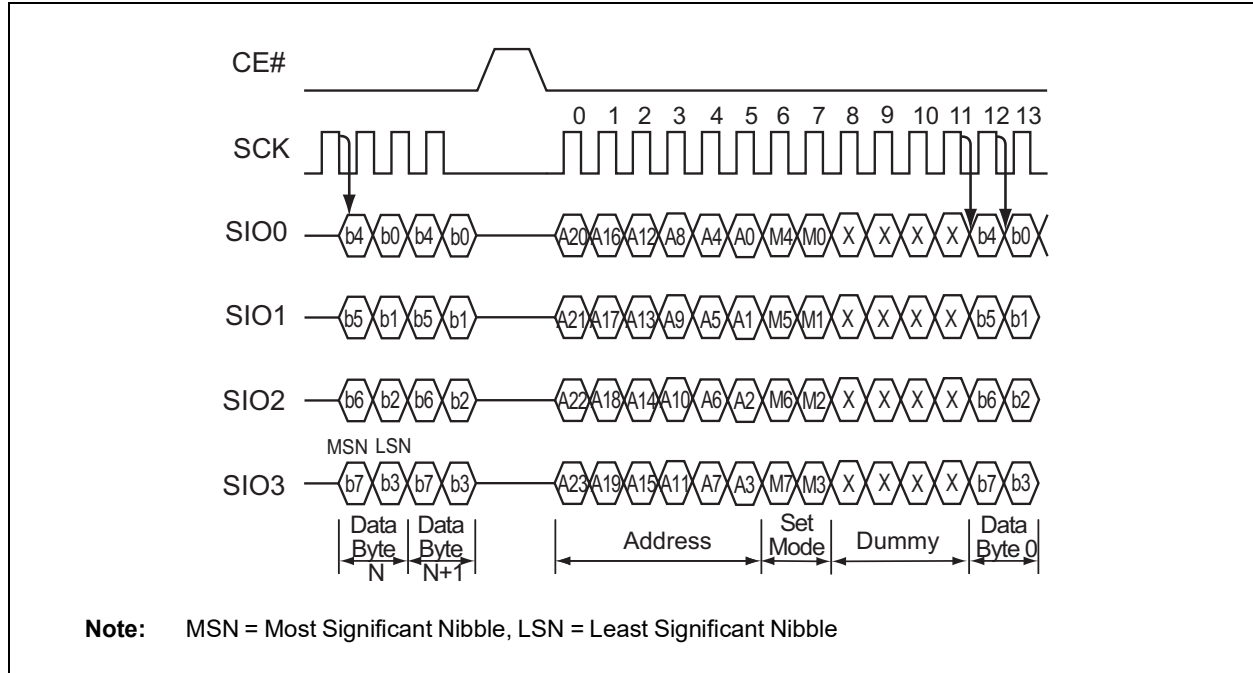 CE#
0 1 2 3 4 5 6 7 8 9 10 11 12 13
SCK
SIO0 b4 b0 b4 b0 A20 A16 A12 A8 A4 A0 M4 M0 X X X X b4 b0
SIO1 b5 b1 b5 b1 A21 A17 A13 A9 A5 A1 M5 M1 X X X X b5 b1
SIO2 b6 b2 b6 b2 A22 A18 A14 A10 A6 A2 M6 M2 X X X X b6 b2
MSN LSN
SIO3 b7 b3 b7 b3 A23 A19 A15 A11 A7 A3 M7 M3 X X X X b7 b3
Data Byte N
Data Byte N+1
Address
Set Mode
Dummy
Data Byte 0
Note: MSN = Most Significant Nibble, LSN = Least Significant Nibble